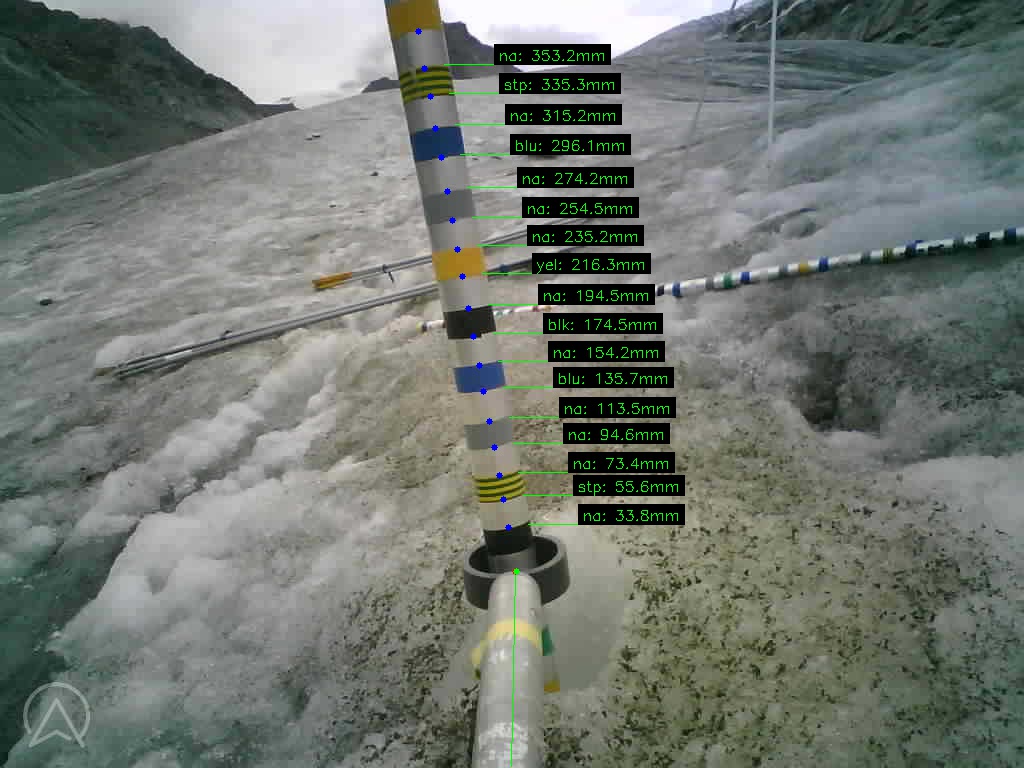 na: 353.2mm
stp: 335.3mm
na: 315.2mm
blu: 296.1mm
na: 274.2mm
na: 254.5mm
na: 235.2mm
yel: 216.3mm
na: 194.5mm
blk: 174.5mm
na: 154.2mm
blu: 135.7mm
na: 113.5mm
na: 94.6mm
na: 73.4mm
stp: 55.6mm
na: 33.8mm